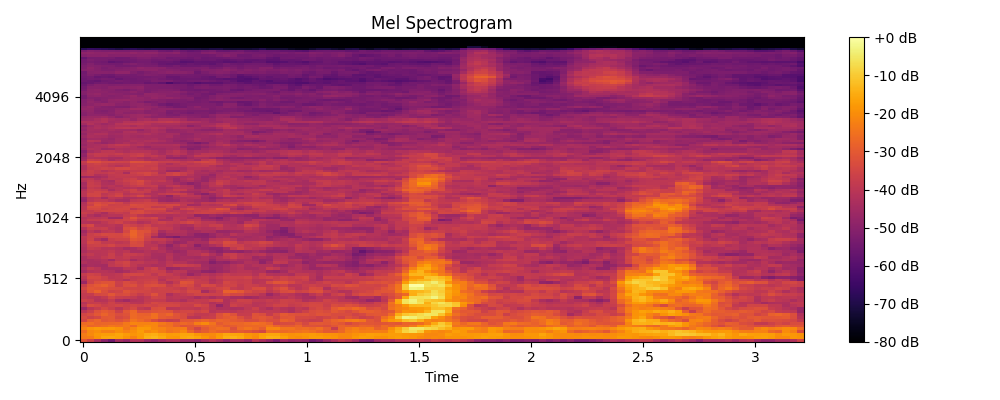 Mel Spectrogram
+0 dB
-10 dB
-20 dB
-30 dB
-40 dB
-50 dB
-60 dB
-70 dB
-80 dB
4096
2048
1024
512
0
Hz
0 0.5 1 1.5 2 2.5 3
Time